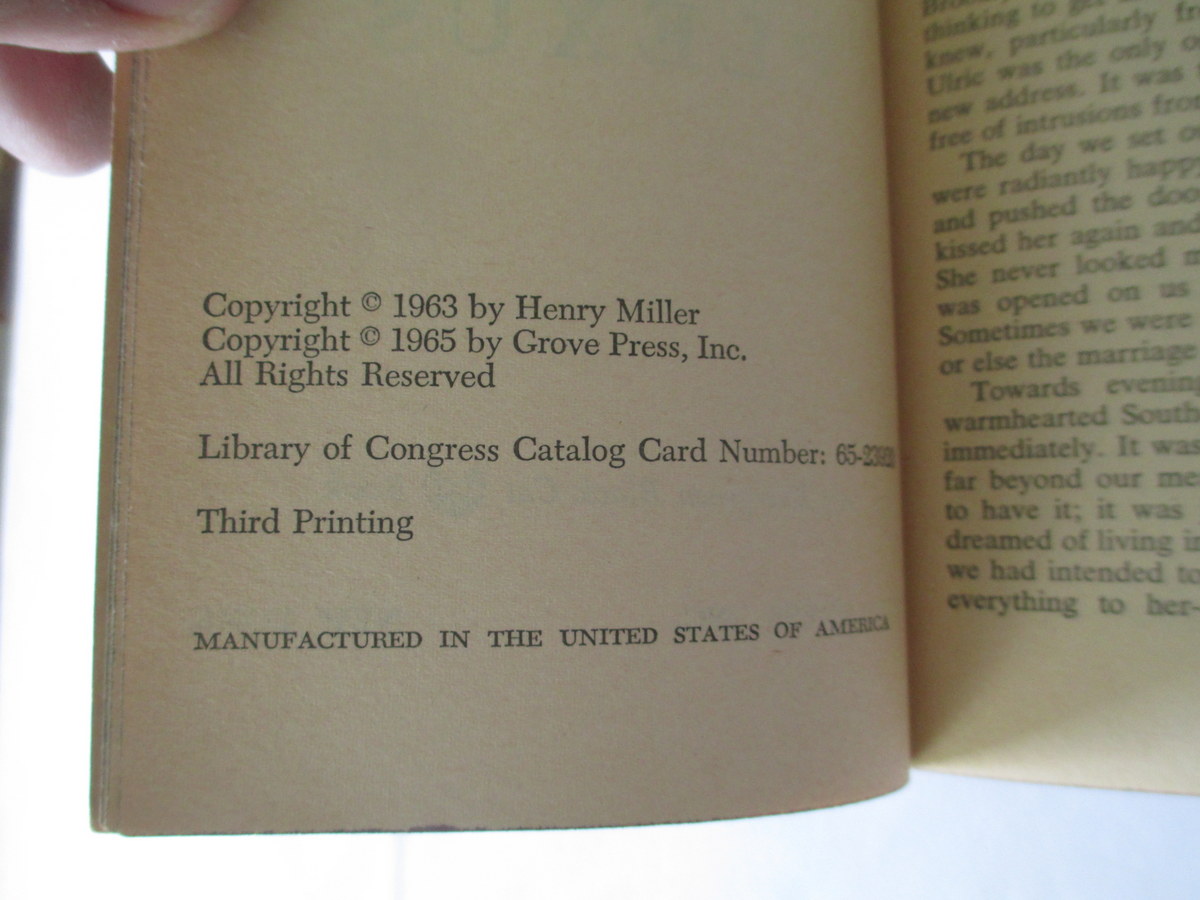 Copyright © 1963 by Henry Miller
Copyright © 1965 by Grove Press, Inc.
All Rights Reserved
Library of Congress Catalog Card Number:
Third Printing
MANUFACTURED IN THE UNITED STATES OF AMERICA
thinking to get
knew, particularly
Ulric was the only
new address. It was
free of intrusions
The day we set
were radiantly happy
and pushed the
kissed her again and
She never looked
was opened on us
Sometimes we were
or else the marriage
Towards evening
warmhearted
immediately. It was
far beyond our
to have it; it was
dreamed of living
we had intended to
everything to her-